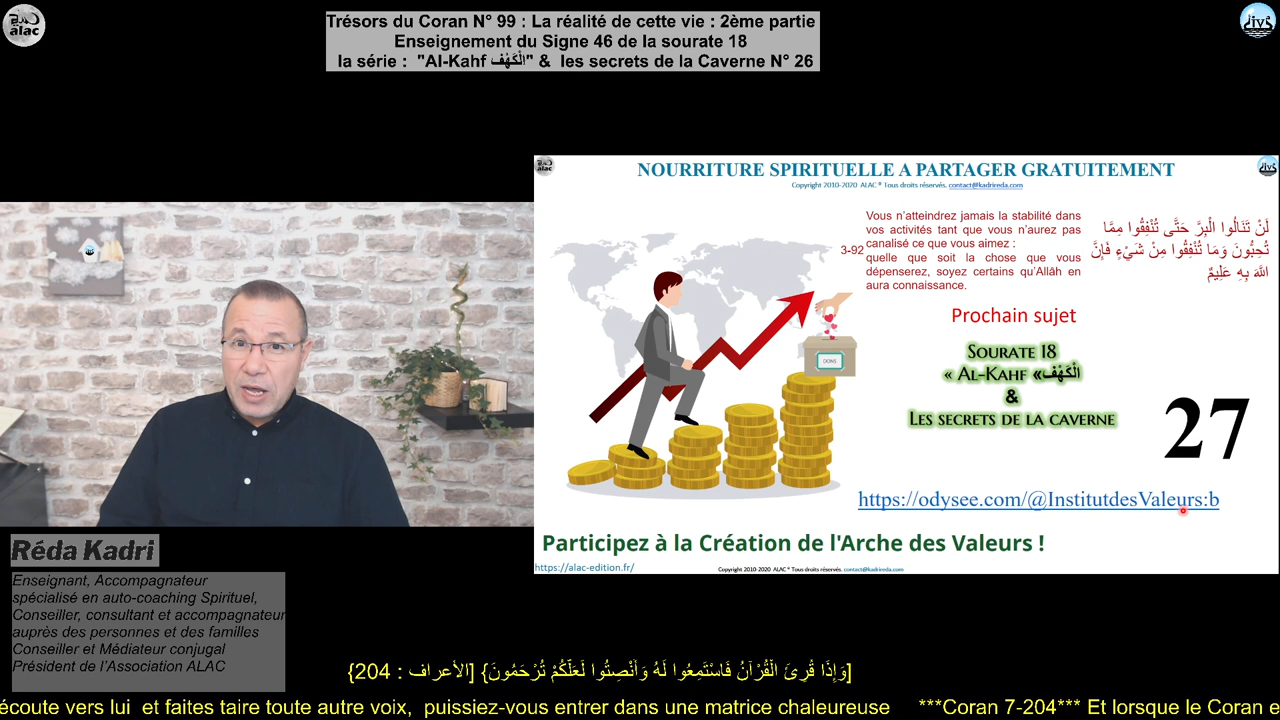 alac
Trésors du Coran N° 99 : La réalité de cette vie : 2ème partie
Enseignement du Signe 46 de la sourate 18
la série : "Al-Kahf الْكَهْف" & les secrets de la Caverne N° 26
divs
alac
NOURRITURE SPIRITUELLE A PARTAGER GRATUITEMENT
Copyright 2010-2020 ALAC ® Tous droits réservés. contact@kadrireda.com
divs
Vous n’atteindrez jamais la stabilité dans
vos activités tant que vous n’aurez pas
canalisé ce que vous aimez :
quelle que soit la chose que vous
dépenserez, soyez certains qu’Allâh en
aura connaissance.
3-92
لَنْ تَنَالُوا الْبِرَّ حَتَّى تُنْفِقُوا مِمَّا
تُحِبُّونَ وَمَا تُنْفِقُوا مِنْ شَيْءٍ فَإِنَّ
اللَّهَ بِهِ عَلِيمٌ
Prochain sujet
DONS
Sourate 18
« Al-Kahf «الْكَهْف
&
Les secrets de la caverne
27
https://odysee.com/@InstitutdesValeurs:b
Participez à la Création de l'Arche des Valeurs !
https://alac-edition.fr/
Copyright 2010-2020 ALAC ® Tous droits réservés. contact@kadrireda.com
Réda Kadri
Enseignant, Accompagnateur
spécialisé en auto-coaching Spirituel,
Conseiller, consultant et accompagnateur
auprès des personnes et des familles
Conseiller et Médiateur conjugal
Président de l’Association ALAC
{وَإِذَا قُرِئَ الْقُرْآنُ فَاسْتَمِعُوا لَهُ وَأَنْصِتُوا لَعَلَّكُمْ تُرْحَمُونَ} [الأعراف : 204]
écoute vers lui et faites taire toute autre voix, puissiez-vous entrer dans une matrice chaleureuse ***Coran 7-204*** Et lorsque le Coran e